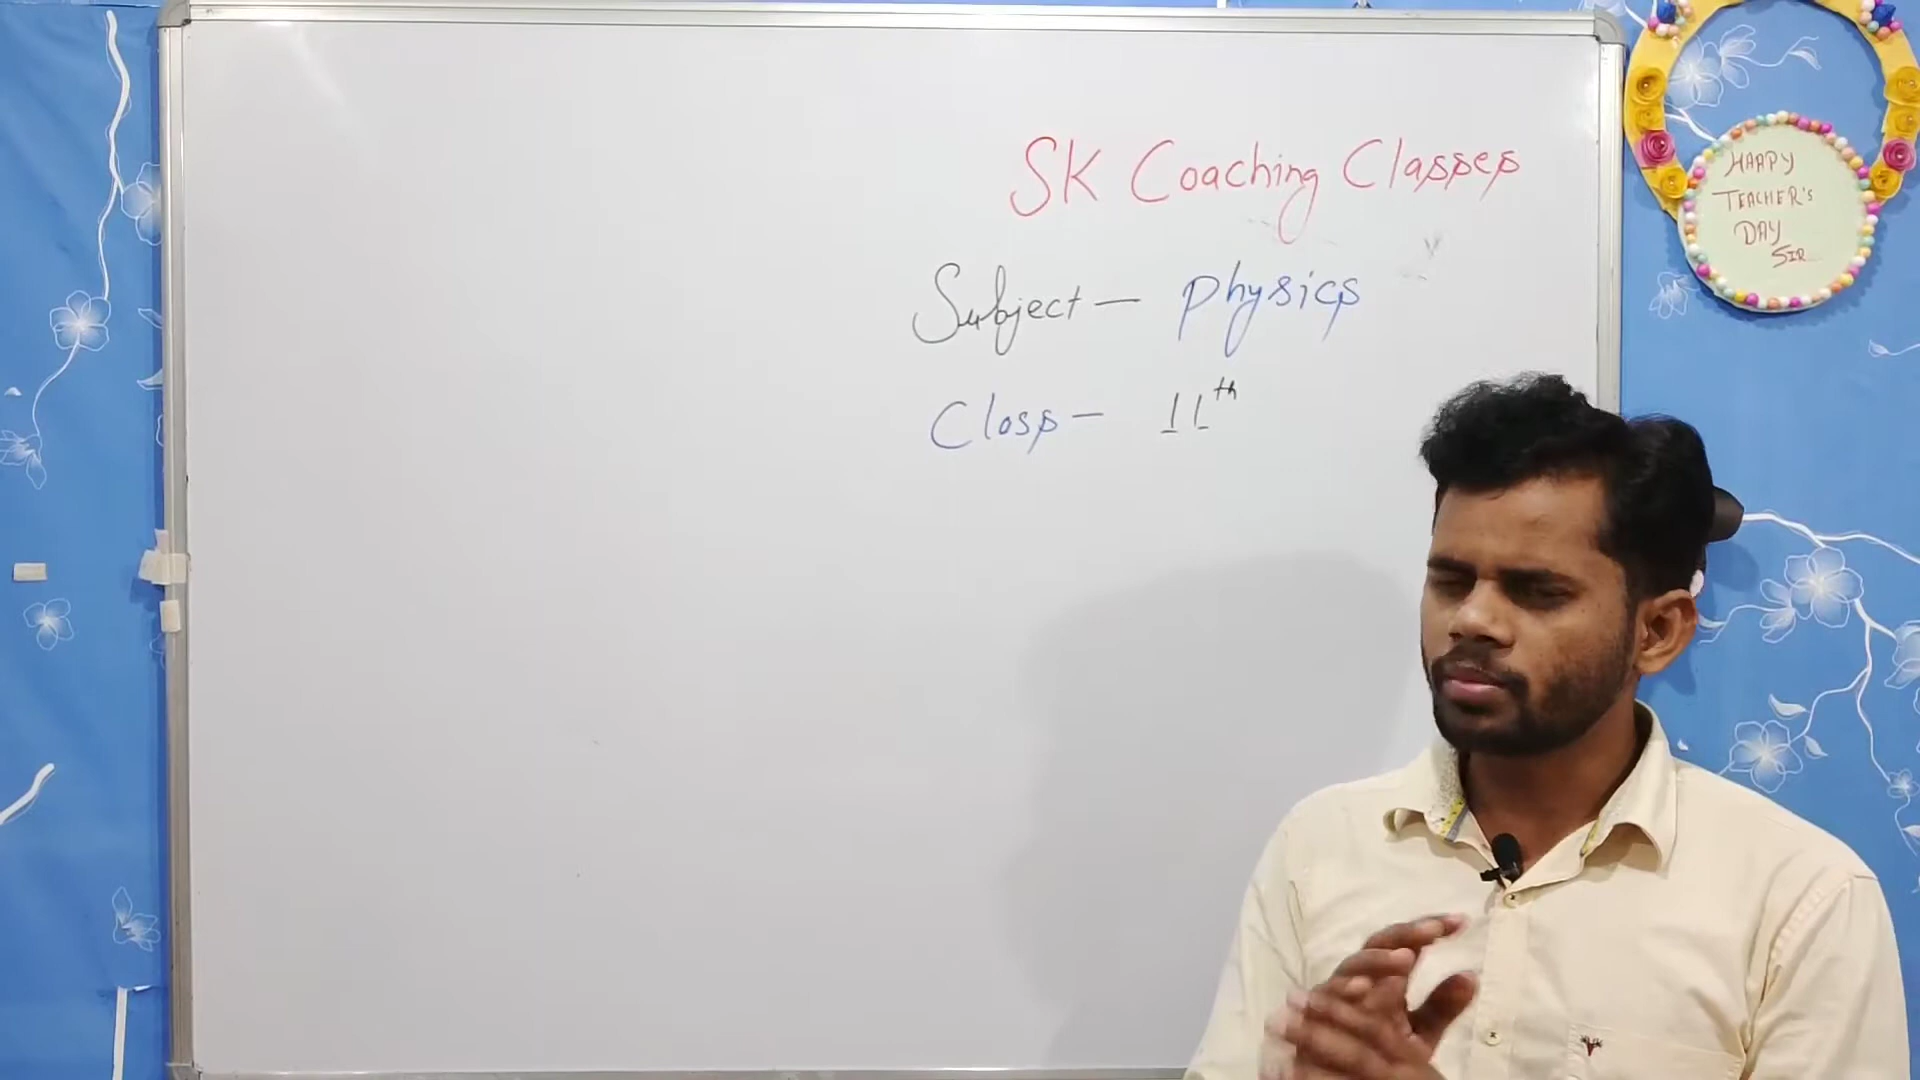 SK Coaching Classes
Subject — Physics
Class — 11th
HAPPY
TEACHER'S
DAY
SIR